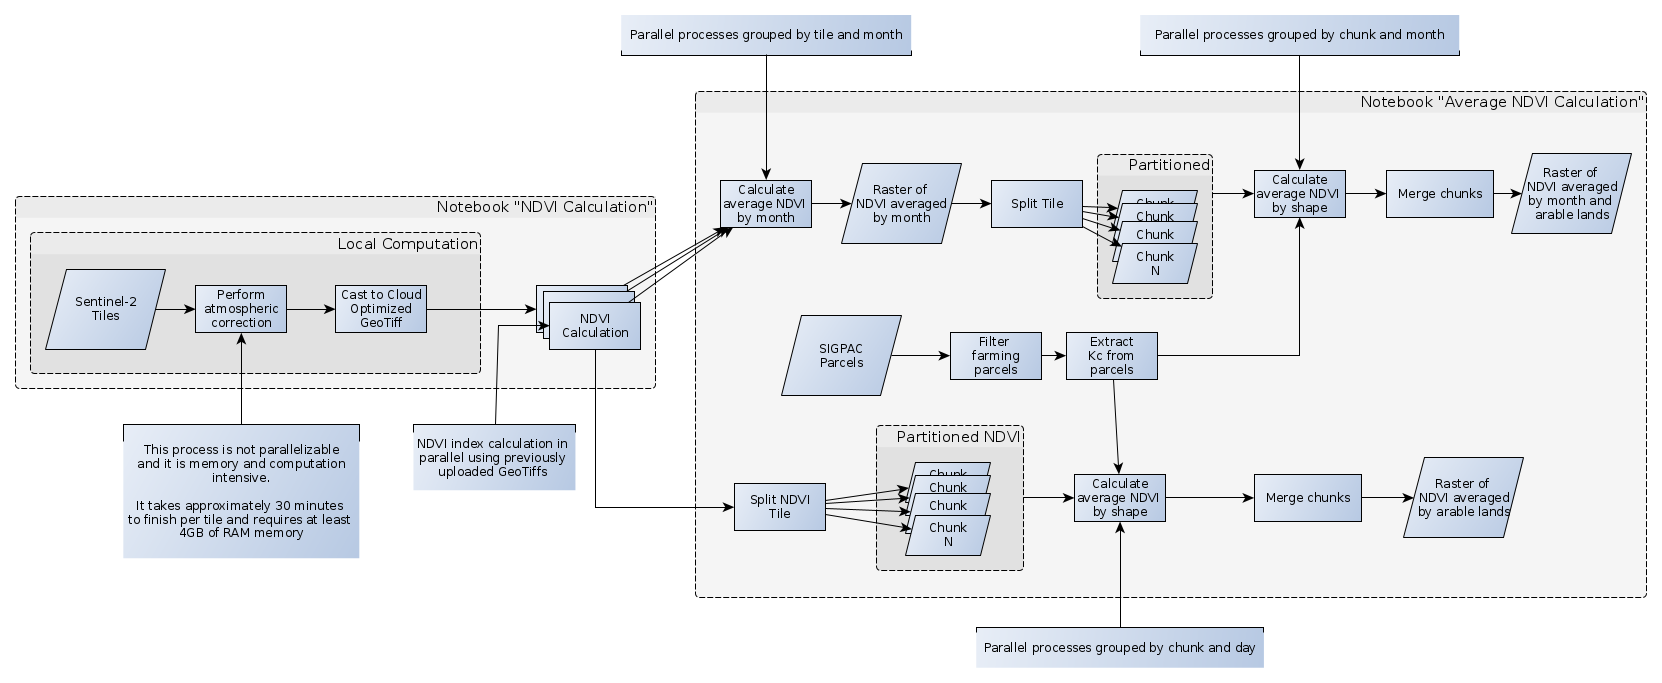 Parallel processes grouped by tile and month
Parallel processes grouped by chunk and month
Notebook "Average NDVI Calculation"
Calculate
average NDVI
by month
Raster of
NDVI averaged
by month
Split Tile
Partitioned
Chunk
Chunk
Chunk
Chunk
N
Calculate
average NDVI
by shape
Merge chunks
Raster of
NDVI averaged
by month and
arable lands
Notebook "NDVI Calculation"
Local Computation
Sentinel-2
Tiles
Perform
atmospheric
correction
Cast to Cloud
Optimized
GeoTiff
NDVI
Calculation
SIGPAC
Parcels
Filter
farming
parcels
Extract
Kc from
parcels
This process is not parallelizable
and it is memory and computation
intensive.
It takes approximately 30 minutes
to finish per tile and requires at least
4GB of RAM memory
NDVI index calculation in
parallel using previously
uploaded GeoTiffs
Split NDVI
Tile
Partitioned NDVI
Chunk
Chunk
Chunk
Chunk
N
Calculate
average NDVI
by shape
Merge chunks
Raster of
NDVI averaged
by arable lands
Parallel processes grouped by chunk and day